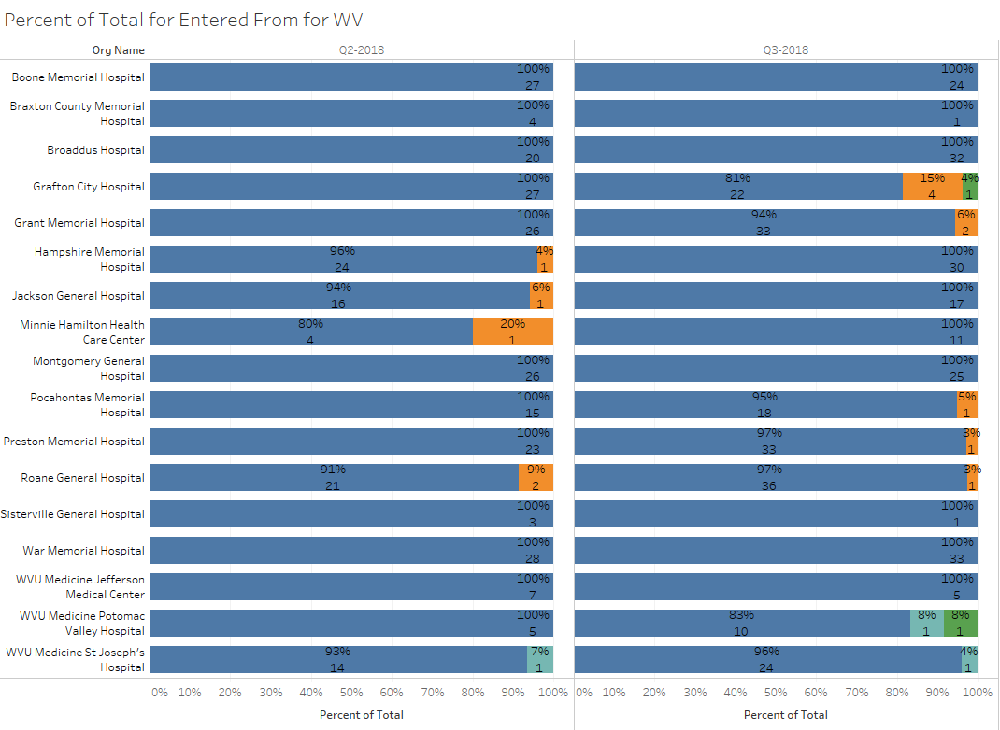 Percent of Total for Entered From for WV
Org Name Q2-2018 Q3-2018
Boone Memorial Hospital 100% 100%
27 24
Braxton County Memorial 100% 100%
Hospital 4 1
Broaddus Hospital 100% 100%
20 32
Grafton City Hospital 100% 81% 15% 4%
27 22 4 1
Grant Memorial Hospital 100% 94% 6%
26 33 2
Hampshire Memorial 96% 4% 100%
Hospital 24 1 30
Jackson General Hospital 94% 6% 100%
16 1 17
Minnie Hamilton Health 80% 20% 100%
Care Center 4 1 11
Montgomery General 100% 100%
Hospital 26 25
Pocahontas Memorial 100% 95% 5%
Hospital 15 18 1
Preston Memorial Hospital 100% 97% 3%
23 33 1
Roane General Hospital 91% 9% 97% 3%
21 2 36 1
Sisterville General Hospital 100% 100%
3 1
War Memorial Hospital 100% 100%
28 33
WVU Medicine Jefferson 100% 100%
Medical Center 7 5
WVU Medicine Potomac 100% 83% 8% 8%
Valley Hospital 5 10 1 1
WVU Medicine St Joseph's 93% 7% 96% 4%
Hospital 14 1 24 1
0% 10% 20% 30% 40% 50% 60% 70% 80% 90% 100% 0% 10% 20% 30% 40% 50% 60% 70% 80% 90% 100%
Percent of Total Percent of Total